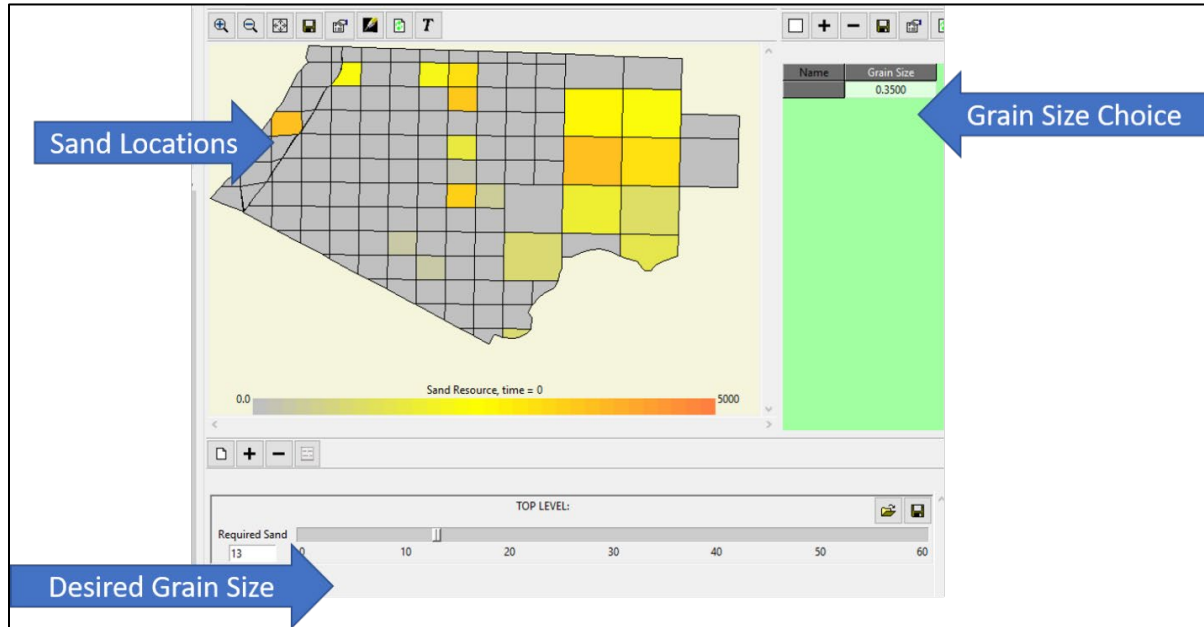 T
Name Grain Size
0.3500
Sand Locations
Grain Size Choice
Sand Resource, time = 0
0.0 5000
TOP LEVEL:
Required Sand
13
0 10 20 30 40 50 60
Desired Grain Size